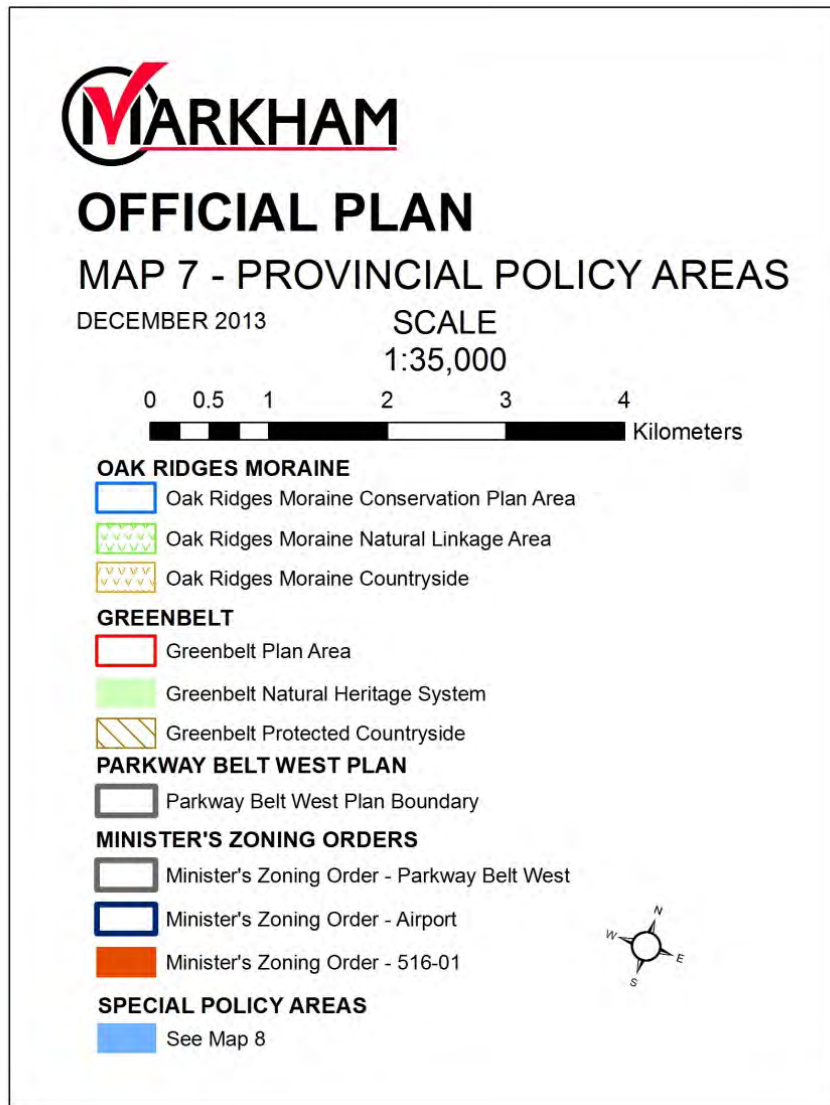 MARKHAM
OFFICIAL PLAN
MAP 7 - PROVINCIAL POLICY AREAS
DECEMBER 2013
SCALE
1:35,000
0 0.5 1 2 3 4
Kilometers
OAK RIDGES MORAINE
Oak Ridges Moraine Conservation Plan Area
Oak Ridges Moraine Natural Linkage Area
Oak Ridges Moraine Countryside
GREENBELT
Greenbelt Plan Area
Greenbelt Natural Heritage System
Greenbelt Protected Countryside
PARKWAY BELT WEST PLAN
Parkway Belt West Plan Boundary
MINISTER'S ZONING ORDERS
Minister's Zoning Order - Parkway Belt West
Minister's Zoning Order - Airport
Minister's Zoning Order - 516-01
N
W
E
S
SPECIAL POLICY AREAS
See Map 8